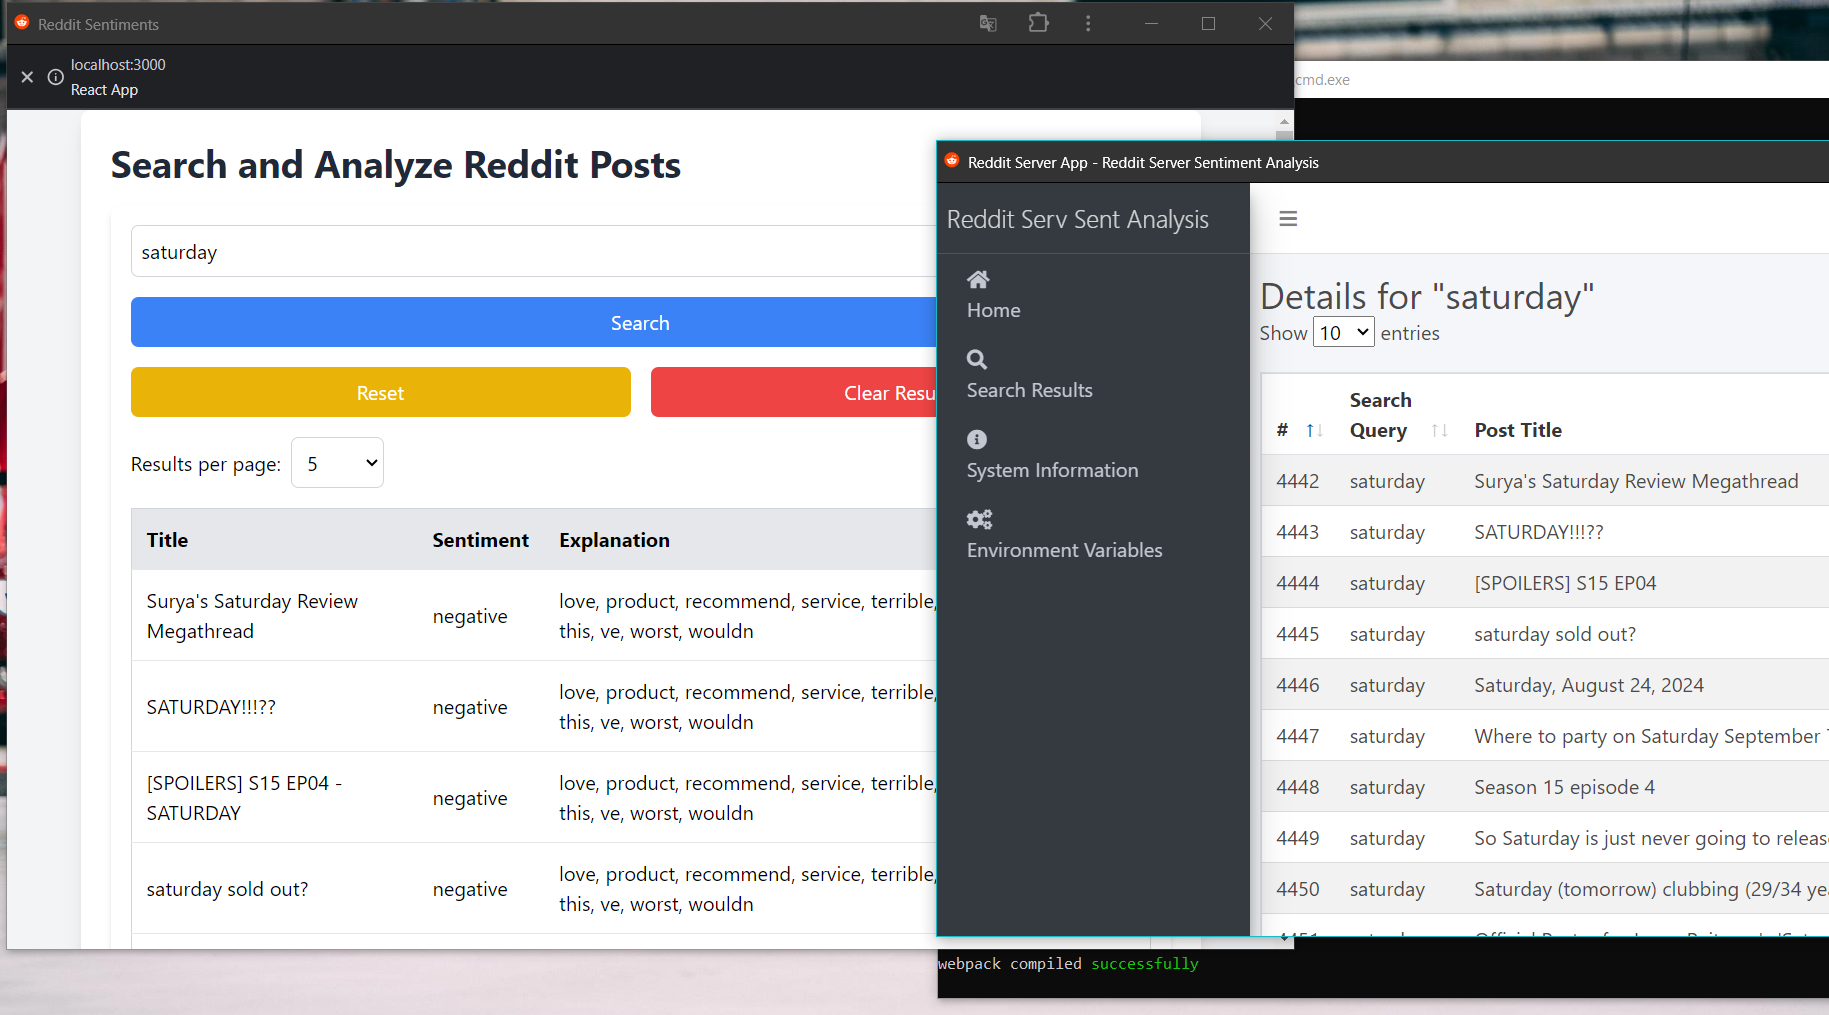 Reddit Sentiments
localhost:3000
React App
Search and Analyze Reddit Posts
saturday
Search
Reset
Clear Resu
Results per page: 5
Title Sentiment Explanation
Surya's Saturday Review
Megathread
negative
love, product, recommend, service, terrible,
this, ve, worst, wouldn
SATURDAY!!!??
negative
love, product, recommend, service, terrible,
this, ve, worst, wouldn
[SPOILERS] S15 EP04 -
SATURDAY
negative
love, product, recommend, service, terrible,
this, ve, worst, wouldn
saturday sold out?
negative
love, product, recommend, service, terrible,
this, ve, worst, wouldn
cmd.exe
Reddit Server App - Reddit Server Sentiment Analysis
Reddit Serv Sent Analysis
Home
Search Results
System Information
Environment Variables
Details for "saturday"
Show 10 entries
# Search Query Post Title
4442 saturday Surya's Saturday Review Megathread
4443 saturday SATURDAY!!!??
4444 saturday [SPOILERS] S15 EP04
4445 saturday saturday sold out?
4446 saturday Saturday, August 24, 2024
4447 saturday Where to party on Saturday September
4448 saturday Season 15 episode 4
4449 saturday So Saturday is just never going to releas
4450 saturday Saturday (tomorrow) clubbing (29/34 ye
webpack compiled successfully